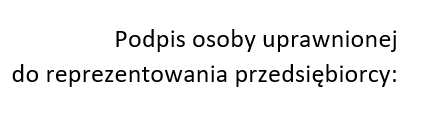 Podpis osoby uprawnionej
do reprezentowania przedsiębiorcy: